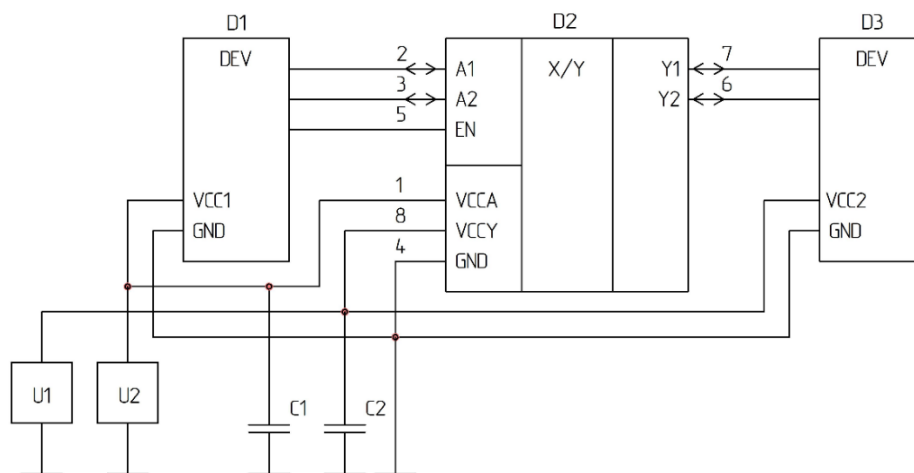 D1
D2
D3
DEV
2
A1
X/Y
Y1
7
DEV
3
A2
Y2
6
5
EN
VCC1
1
VCCA
VCC2
GND
8
VCCY
GND
4
GND
U1
U2
C1
C2